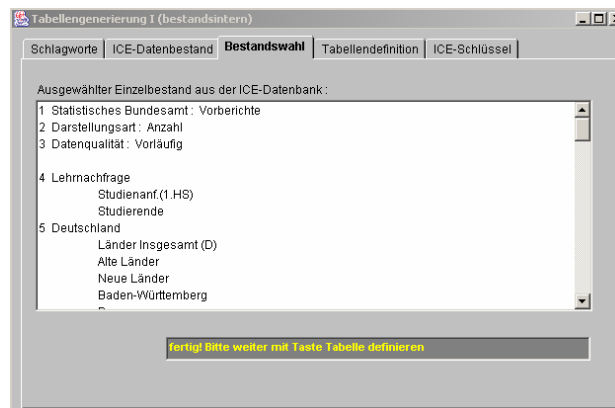 Tabellengenerierung I (bestandsintern)
Schlagworte ICE-Datenbestand Bestandswahl Tabellendefinition ICE-Schlüssel
Ausgewählter Einzelbestand aus der ICE-Datenbank :
1 Statistisches Bundesamt : Vorberichte
2 Darstellungsart : Anzahl
3 Datenqualität : Vorläufig
4 Lehrnachfrage
Studienanf.(1.HS)
Studierende
5 Deutschland
Länder Insgesamt (D)
Alte Länder
Neue Länder
Baden-Württemberg
fertig! Bitte weiter mit Taste Tabelle definieren